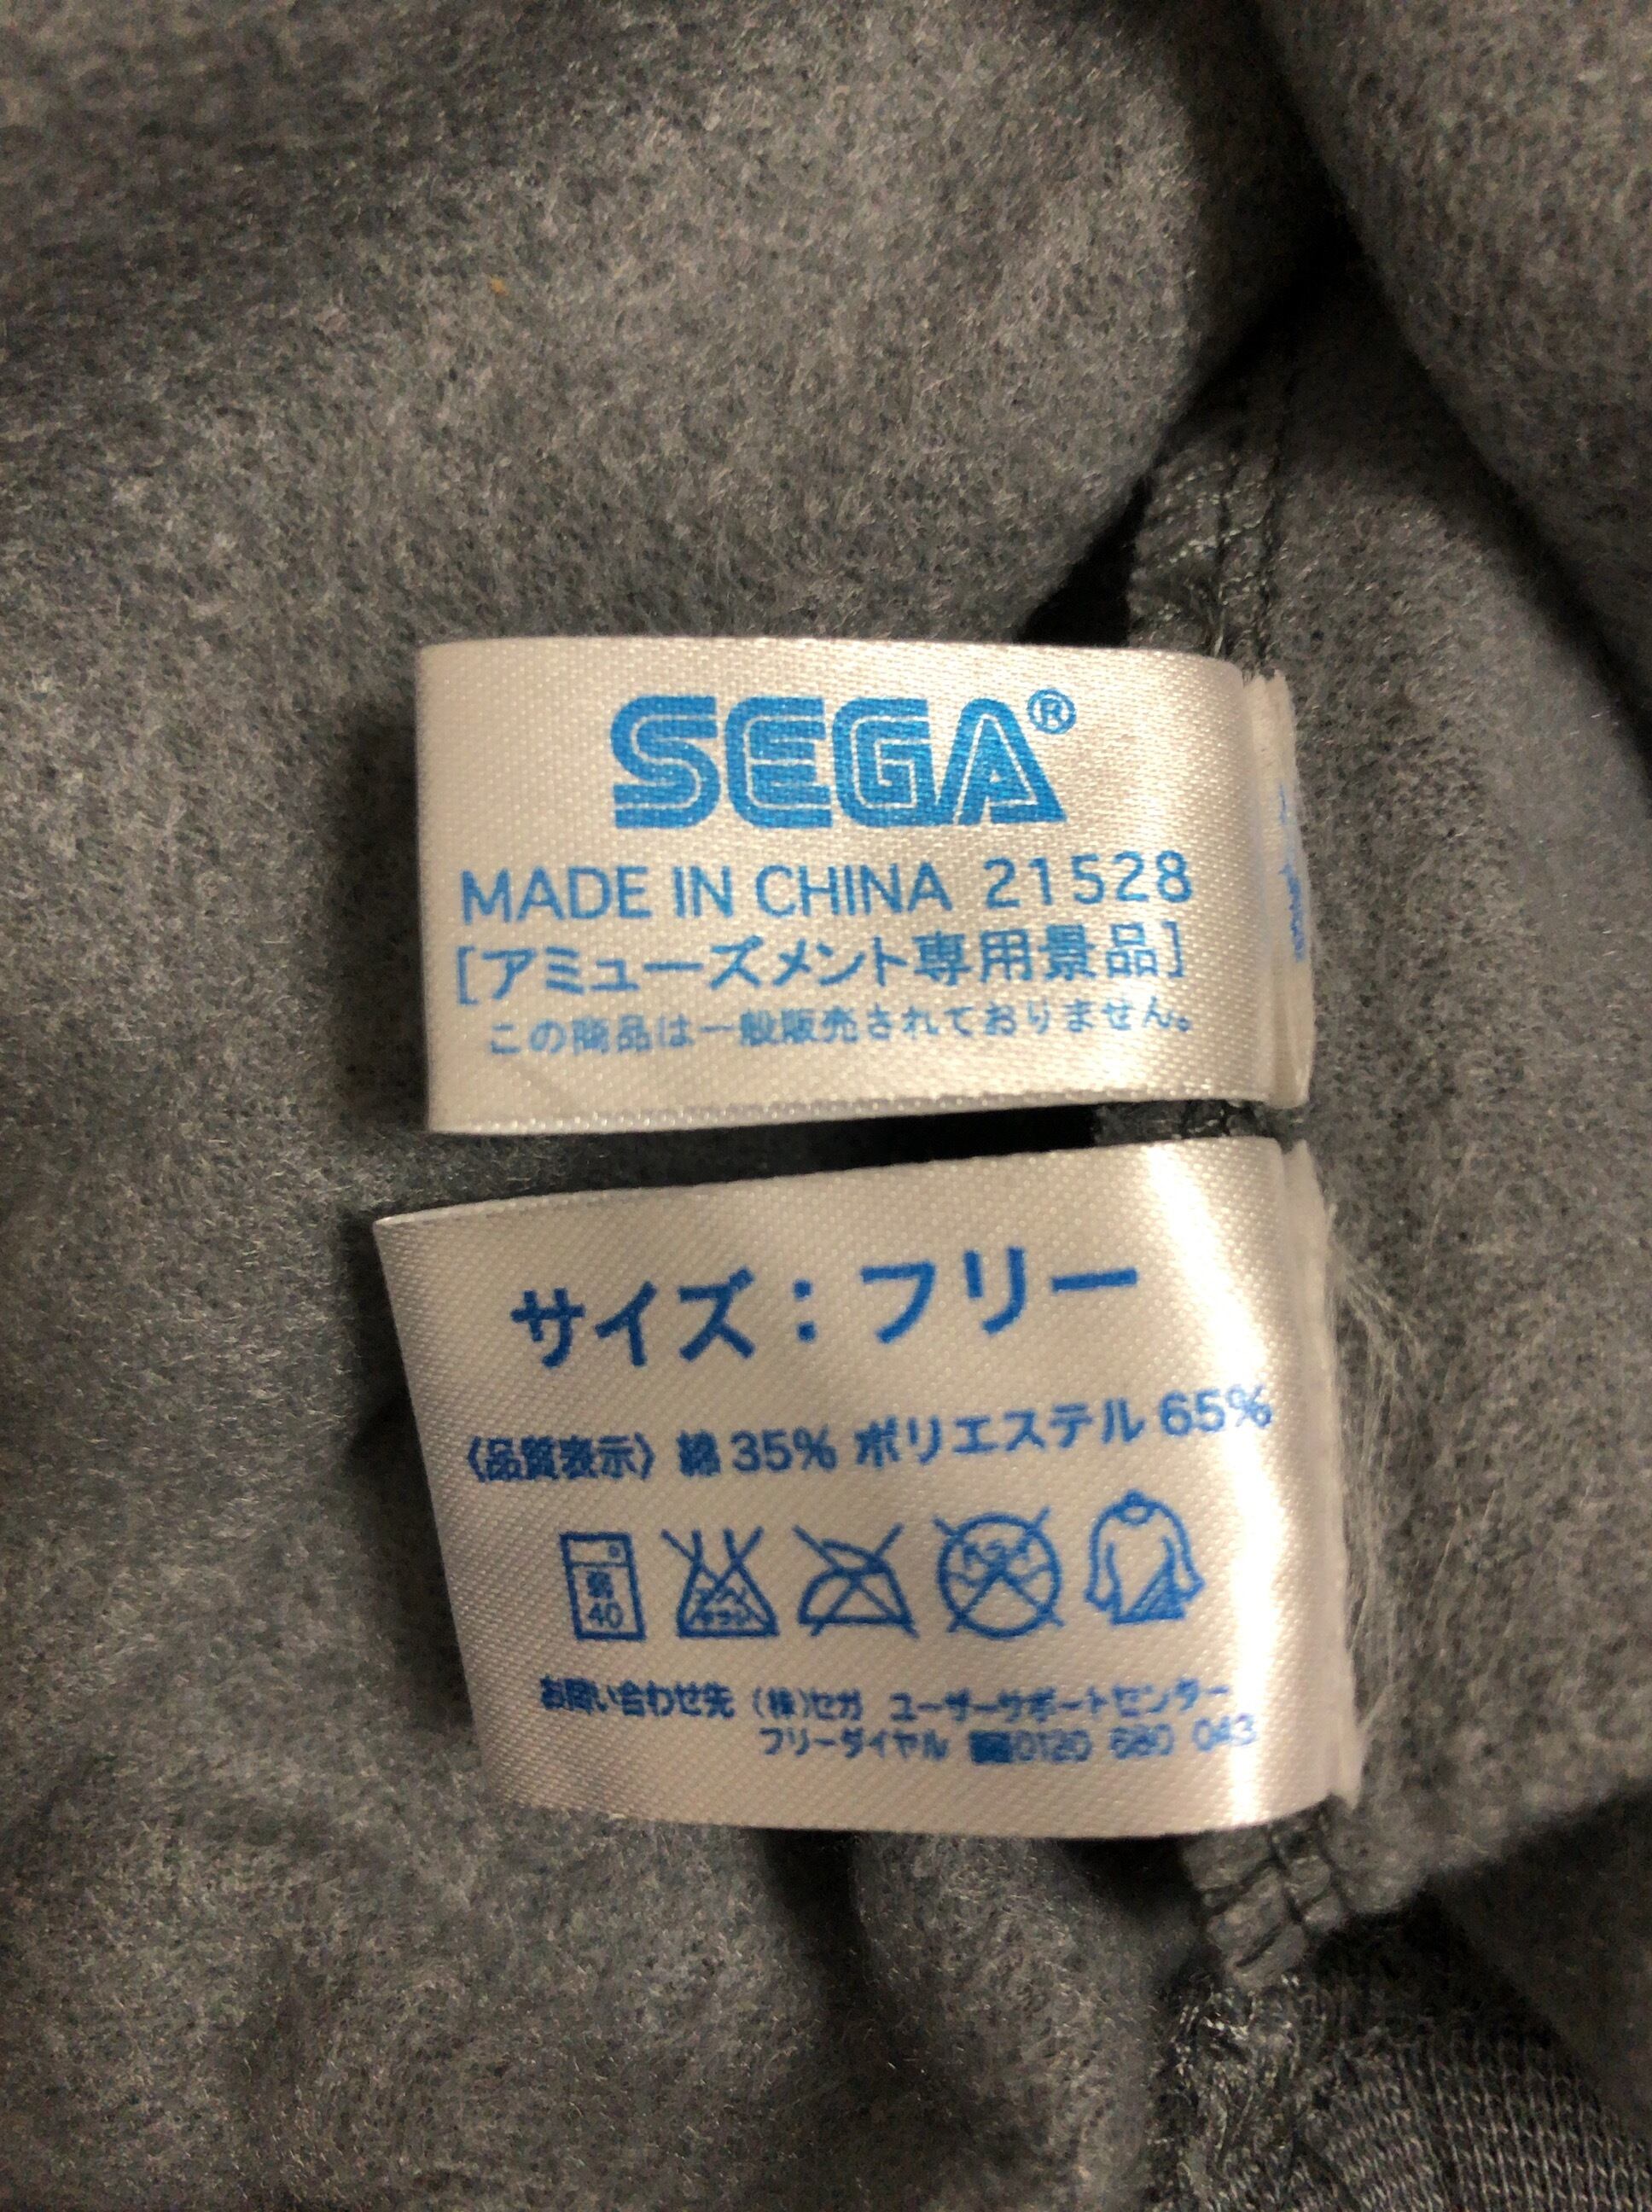 SEGA®
MADE IN CHINA 21528
[アミューズメント専用景品]
この商品は一般販売されておりません。
サイズ：フリー
〈品質表示〉 綿 35% ポリエステル 65%
弱
40
お問い合わせ先 (株)セガ ユーザーサポートセンター
フリーダイヤル 0120 680 043